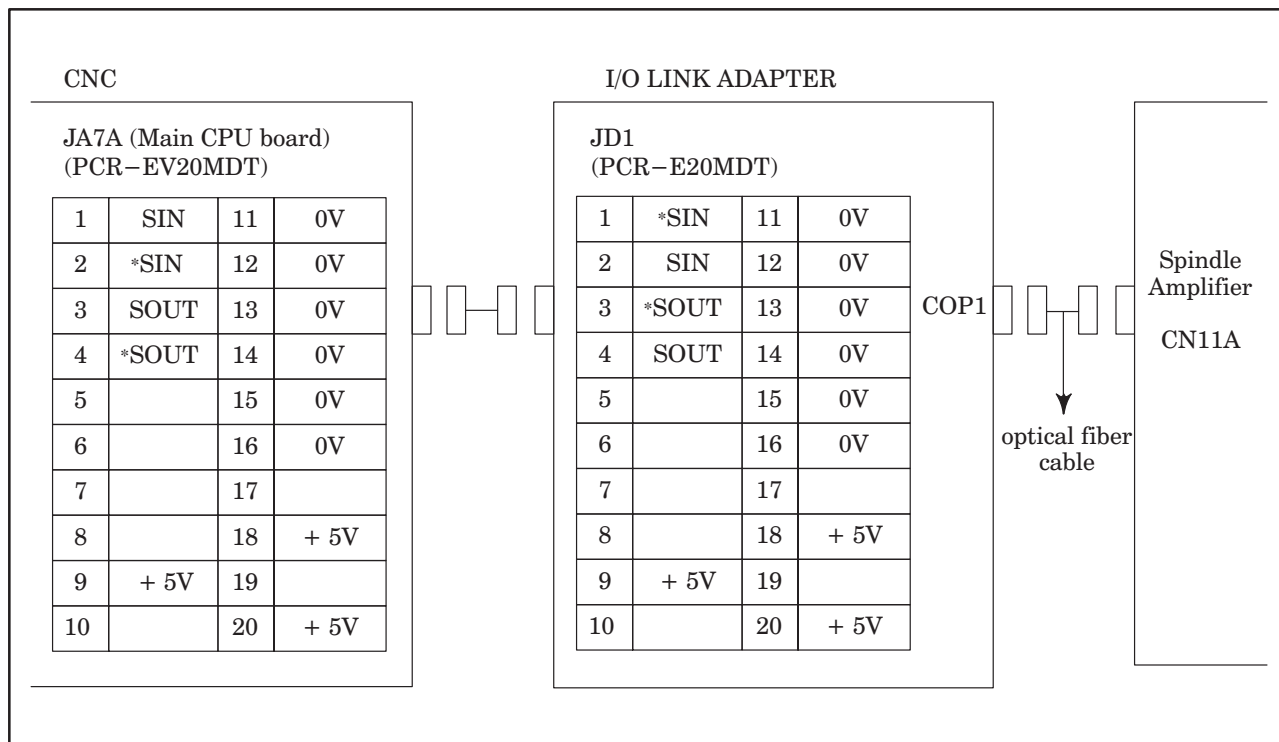 CNC
I/O LINK ADAPTER
JA7A (Main CPU board)
(PCR−EV20MDT)
1 SIN 11 0V
2 *SIN 12 0V
3 SOUT 13 0V
4 *SOUT 14 0V
5 15 0V
6 16 0V
7 17
8 18 + 5V
9 + 5V 19
10 20 + 5V
JD1
(PCR−E20MDT)
1 *SIN 11 0V
2 SIN 12 0V
3 *SOUT 13 0V
4 SOUT 14 0V
5 15 0V
6 16 0V
7 17
8 18 + 5V
9 + 5V 19
10 20 + 5V
COP1
optical fiber
cable
Spindle
Amplifier
CN11A